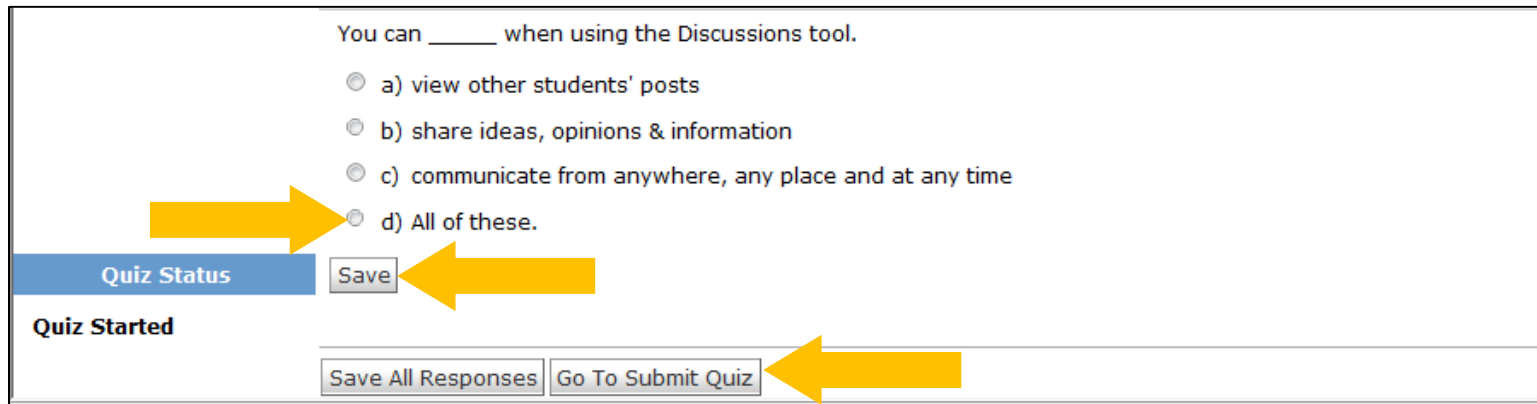 You can _____ when using the Discussions tool.
a) view other students' posts
b) share ideas, opinions & information
c) communicate from anywhere, any place and at any time
d) All of these.
Quiz Status
Save
Quiz Started
Save All Responses Go To Submit Quiz